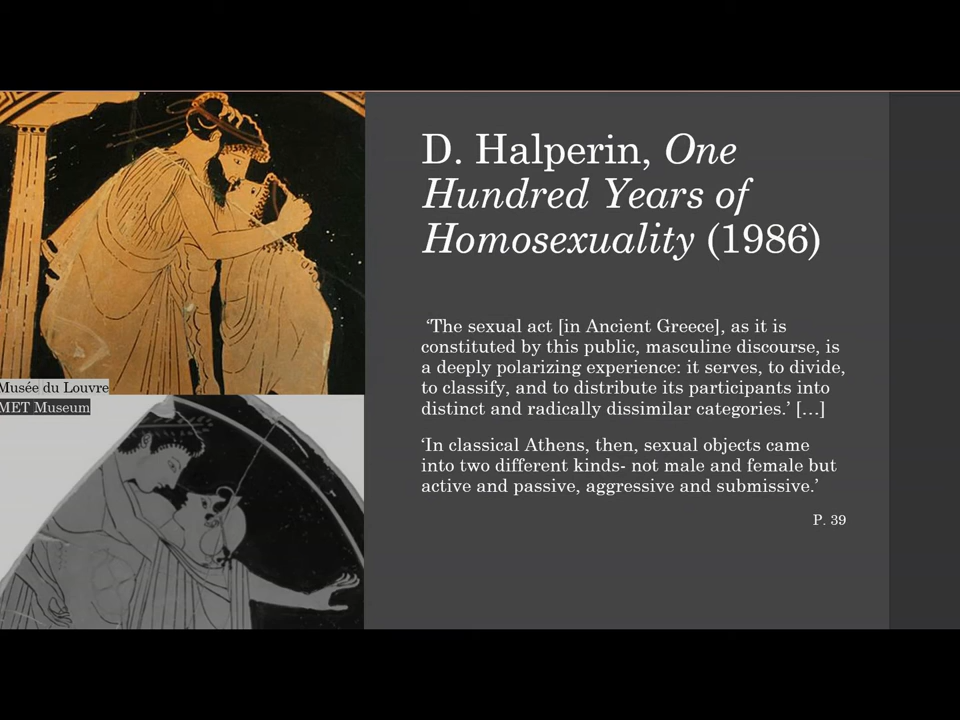 D. Halperin, One
Hundred Years of
Homosexuality (1986)
‘The sexual act [in Ancient Greece], as it is
constituted by this public, masculine discourse, is
a deeply polarizing experience: it serves, to divide,
to classify, and to distribute its participants into
distinct and radically dissimilar categories.’ […]
‘In classical Athens, then, sexual objects came
into two different kinds- not male and female but
active and passive, aggressive and submissive.’
P. 39
Musée du Louvre
MET Museum